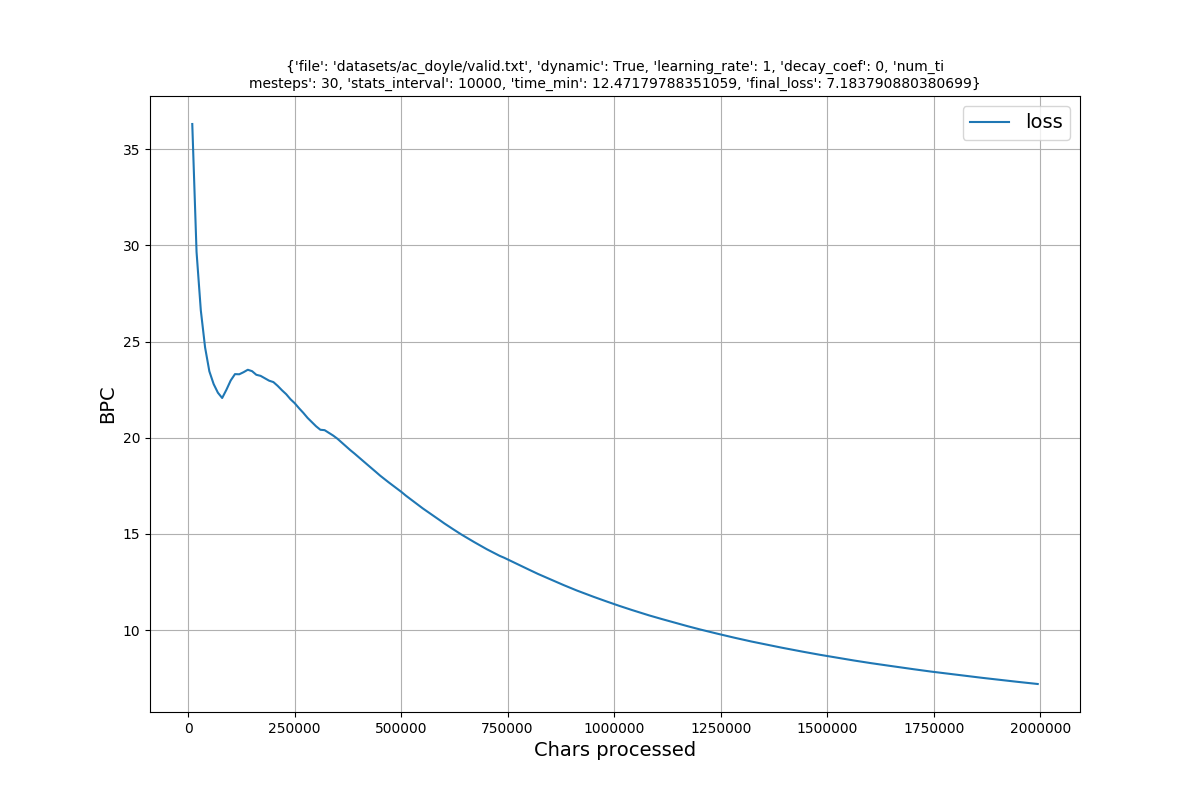 {'file': 'datasets/ac_doyle/valid.txt', 'dynamic': True, 'learning_rate': 1, 'decay_coef': 0, 'num_ti
mesteps': 30, 'stats_interval': 10000, 'time_min': 12.47179788351059, 'final_loss': 7.183790880380699}
loss
35
30
25
20
15
10
BPC
0 250000 500000 750000 1000000 1250000 1500000 1750000 2000000
Chars processed